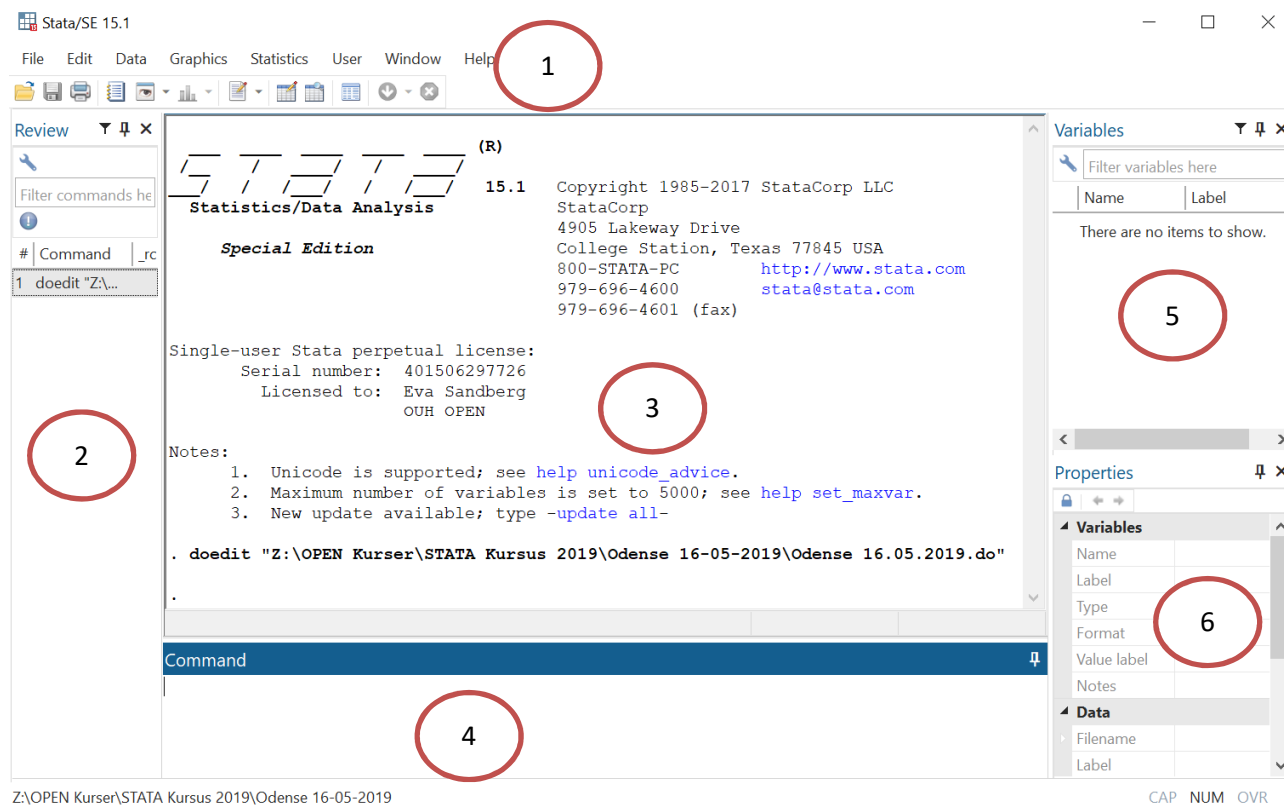 Stata/SE 15.1
File Edit Data Graphics Statistics User Window Help
1
Review
Filter commands he
# Command _rc
1 doedit "Z:\...
2
STATA (R)
15.1 Copyright 1985-2017 StataCorp LLC
Statistics/Data Analysis StataCorp
4905 Lakeway Drive
Special Edition College Station, Texas 77845 USA
800-STATA-PC http://www.stata.com
979-696-4600 stata@stata.com
979-696-4601 (fax)
Single-user Stata perpetual license:
Serial number: 401506297726
Licensed to: Eva Sandberg
OUH OPEN
3
Notes:
1. Unicode is supported; see help unicode_advice.
2. Maximum number of variables is set to 5000; see help set_maxvar.
3. New update available; type -update all-
. doedit "Z:\OPEN Kurser\STATA Kursus 2019\Odense 16-05-2019\Odense 16.05.2019.do"
.
Command
4
Variables
Filter variables here
Name Label
There are no items to show.
5
Properties
Variables
Name
Label
Type
Format
Value label
Notes
6
Data
Filename
Label
Z:\OPEN Kurser\STATA Kursus 2019\Odense 16-05-2019
CAP NUM OVR